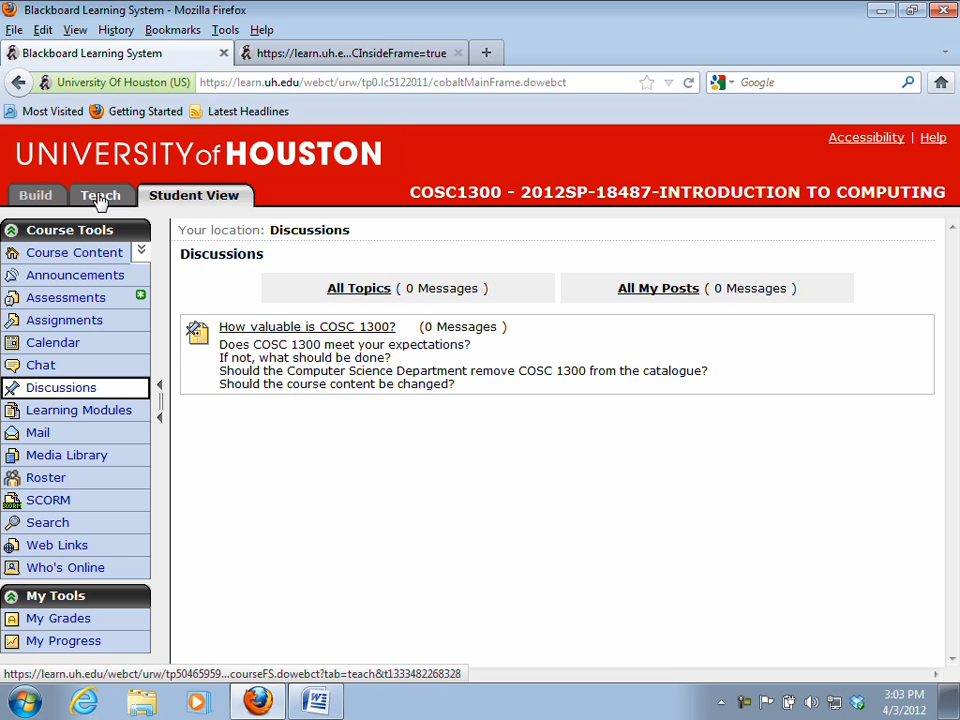 Blackboard Learning System - Mozilla Firefox
File Edit View History Bookmarks Tools Help
Blackboard Learning System
https://learn.uh.e...CInsideFrame=true
University Of Houston (US)
https://learn.uh.edu/webct/urw/tp0.lc5122011/cobaltMainFrame.dowebct
Google
Most Visited Getting Started Latest Headlines
Accessibility | Help
UNIVERSITY of HOUSTON
Build Teach Student View
COSC1300 - 2012SP-18487-INTRODUCTION TO COMPUTING
Course Tools
Course Content
Announcements
Assessments
Assignments
Calendar
Chat
Discussions
Learning Modules
Mail
Media Library
Roster
SCORM
Search
Web Links
Who's Online
My Tools
My Grades
My Progress
Your location: Discussions
Discussions
All Topics ( 0 Messages )
All My Posts ( 0 Messages )
How valuable is COSC 1300? (0 Messages )
Does COSC 1300 meet your expectations?
If not, what should be done?
Should the Computer Science Department remove COSC 1300 from the catalogue?
Should the course content be changed?
https://learn.uh.edu/webct/urw/tp50465959...courseFS.dowebct?tab=teach&t1333482268328
3:03 PM
4/3/2012